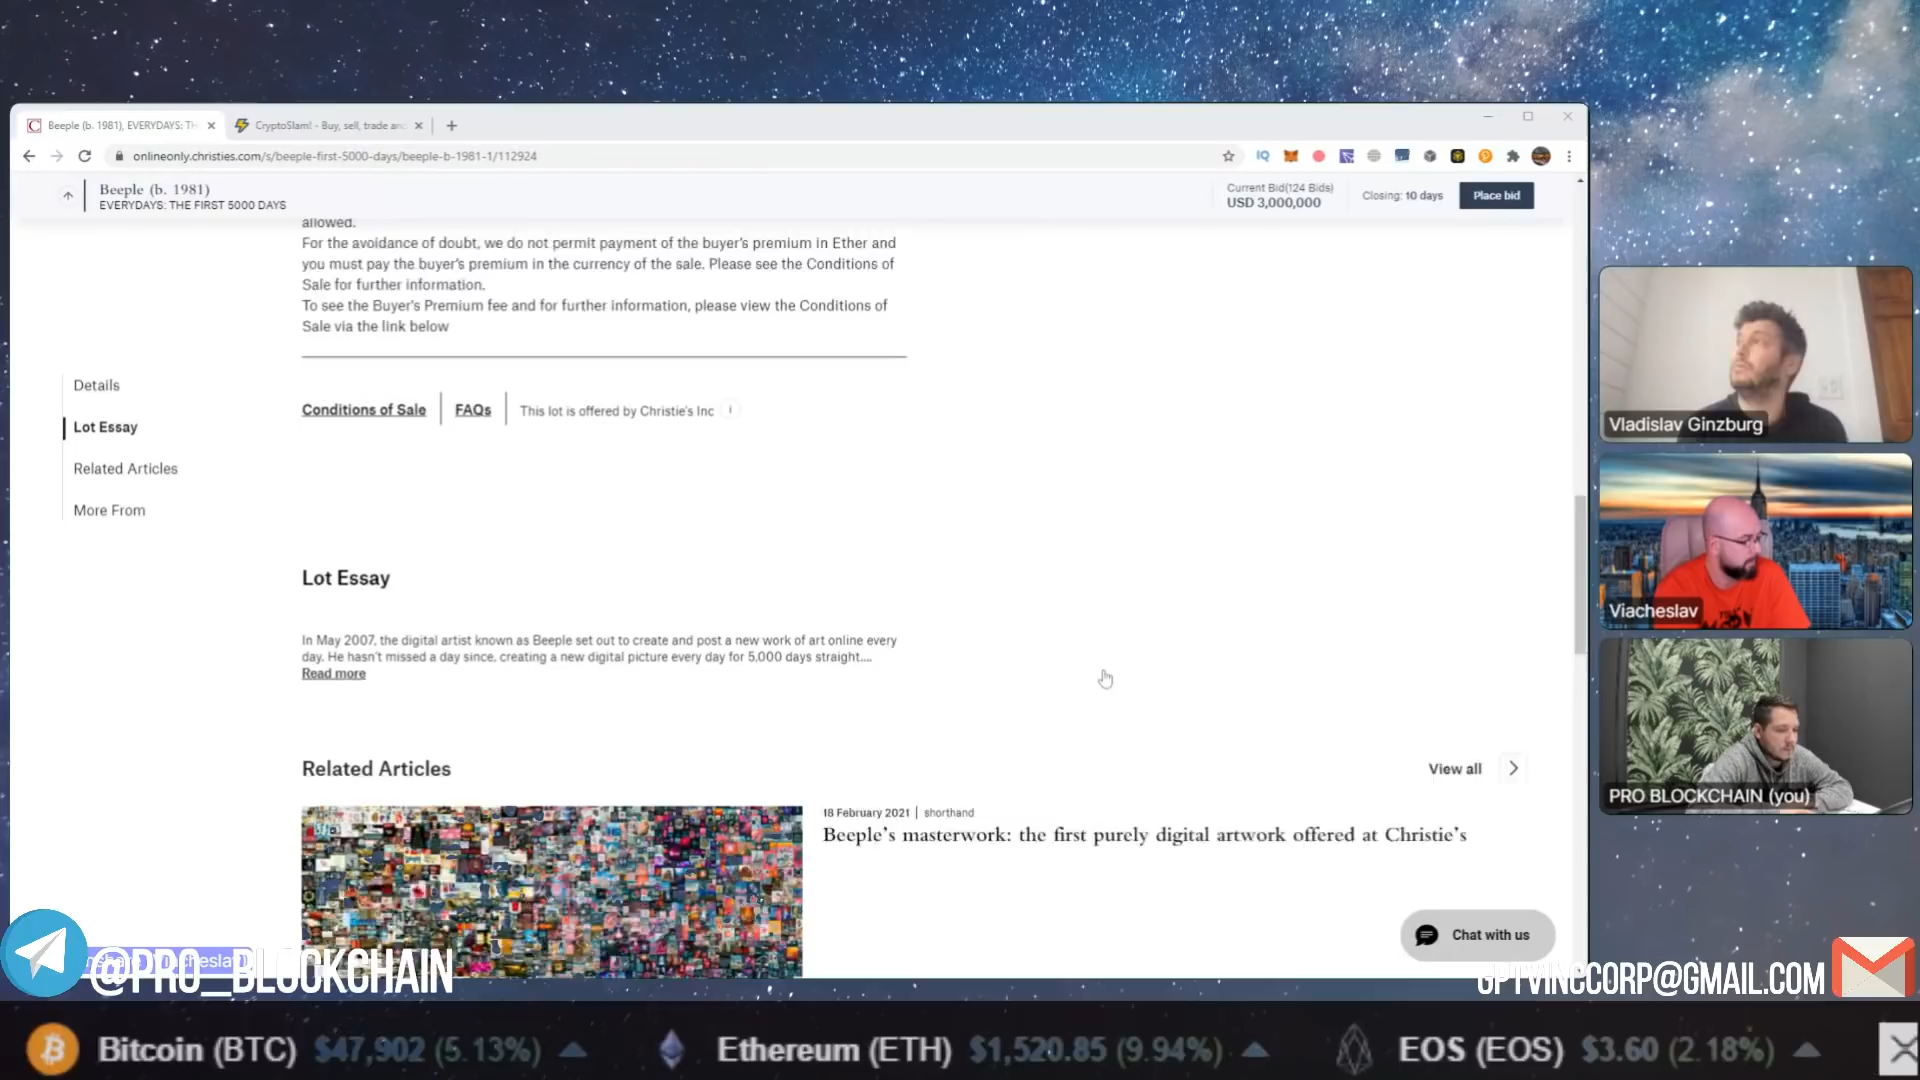 Beeple (b. 1981), EVERYDAYS: TH
CryptoSlam! - Buy, sell, trade and
onlineonly.christies.com/s/beeple-first-5000-days/beeple-b-1981-1/112924
Beeple (b. 1981)
EVERYDAYS: THE FIRST 5000 DAYS
Current Bid(124 Bids)
USD 3,000,000
Closing: 10 days
Place bid
allowed.
For the avoidance of doubt, we do not permit payment of the buyer's premium in Ether and
you must pay the buyer's premium in the currency of the sale. Please see the Conditions of
Sale for further information.
To see the Buyer's Premium fee and for further information, please view the Conditions of
Sale via the link below
Details
Lot Essay
Related Articles
More From
Conditions of Sale
FAQs
This lot is offered by Christie's Inc
Lot Essay
In May 2007, the digital artist known as Beeple set out to create and post a new work of art online every
day. He hasn't missed a day since, creating a new digital picture every day for 5,000 days straight....
Read more
Related Articles
View all
18 February 2021 | shorthand
Beeple's masterwork: the first purely digital artwork offered at Christie's
Chat with us
Vladislav Ginzburg
Viacheslav
PRO BLOCKCHAIN (you)
@PRO_BLOCKCHAIN
GPTVINCCORP@GMAIL.COM
Bitcoin (BTC) $47,902 (5.13%)
Ethereum (ETH) $1,520.85 (9.94%)
EOS (EOS) $3.60 (2.18%)